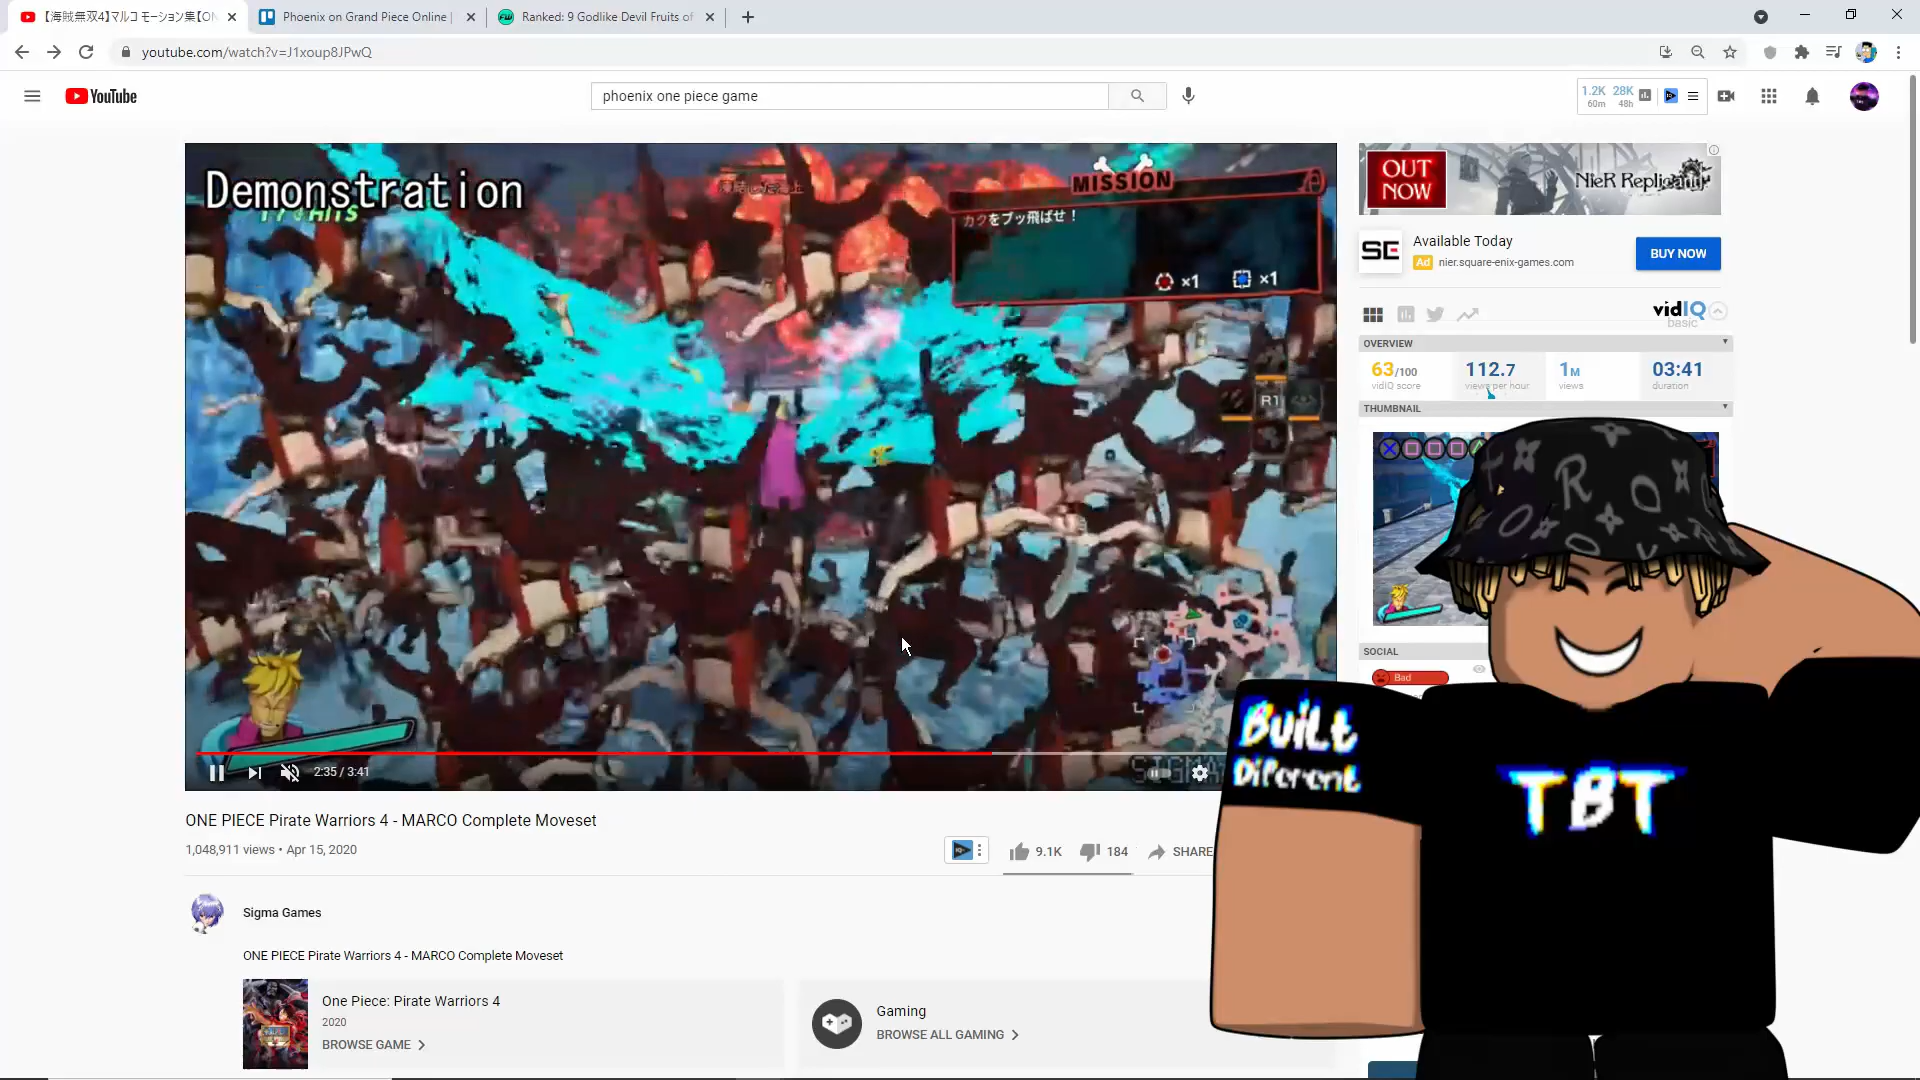 【海賊無双4】マルコ モーション集【ON
Phoenix on Grand Piece Online |
Ranked: 9 Godlike Devil Fruits of
youtube.com/watch?v=J1xoup8JPwQ
YouTube
phoenix one piece game
1.2K 28K
60m 48h
Demonstration
HITS
MISSION
カクをブッ飛ばせ！
×1 ×1
R1
2:35 / 3:41
OUT NOW
NieR Replicant
SE
Available Today
Ad nier.square-enix-games.com
BUY NOW
vidIQ
basic
OVERVIEW
63/100 112.7 1M 03:41
vidIQ score views per hour views duration
THUMBNAIL
SOCIAL
Bad
Built
Diferent
TBT
ONE PIECE Pirate Warriors 4 - MARCO Complete Moveset
1,048,911 views • Apr 15, 2020
9.1K 184 SHARE
Sigma Games
ONE PIECE Pirate Warriors 4 - MARCO Complete Moveset
One Piece: Pirate Warriors 4
2020
BROWSE GAME
Gaming
BROWSE ALL GAMING